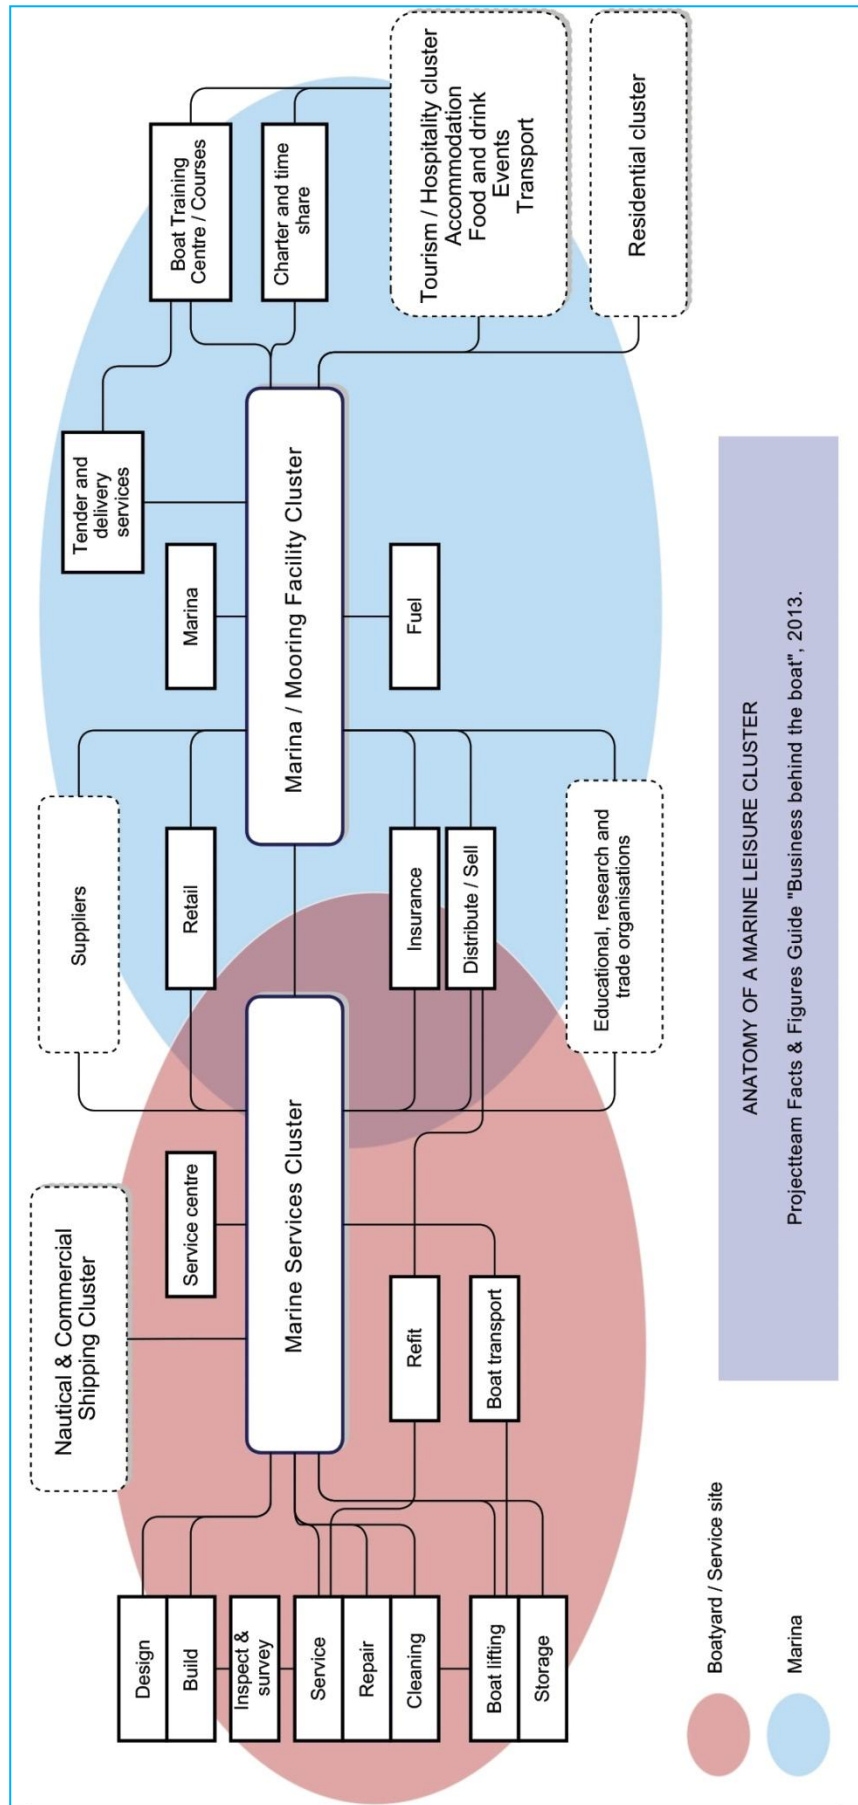 Nautical & Commercial
Shipping Cluster
Suppliers
Tender and
delivery
services
Boat Training
Centre / Courses
Design
Build
Inspect &
survey
Service
Repair
Cleaning
Boat lifting
Storage
Service centre
Retail
Marina
Charter and time
share
Marine Services Cluster
Marina / Mooring Facility Cluster
Refit
Boat transport
Insurance
Distribute / Sell
Fuel
Tourism / Hospitality cluster
Accommodation
Food and drink
Events
Transport
Educational, research and
trade organisations
Residential cluster
Boatyard / Service site
Marina
ANATOMY OF A MARINE LEISURE CLUSTER
Projectteam Facts & Figures Guide "Business behind the boat", 2013.